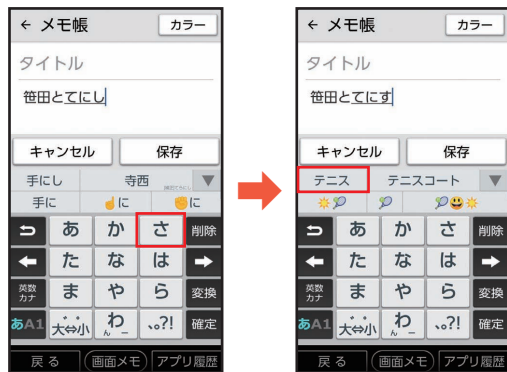 ← メモ帳 カラー
タイトル
笹田とてにし
キャンセル 保存
手にし 寺西 ▼
手に ☝に ✊に
あ か さ 削除
← た な は →
英数カナ ま や ら 変換
あA1 大⇔小 わん_ 、。?! 確定
戻る 画面メモ アプリ履歴
← メモ帳 カラー
タイトル
笹田とてにす
キャンセル 保存
テニス テニスコート ▼
☀🎾 🎾 🎾😃☀
あ か さ 削除
← た な は →
英数カナ ま や ら 変換
あA1 大⇔小 わん_ 、。?! 確定
戻る 画面メモ アプリ履歴